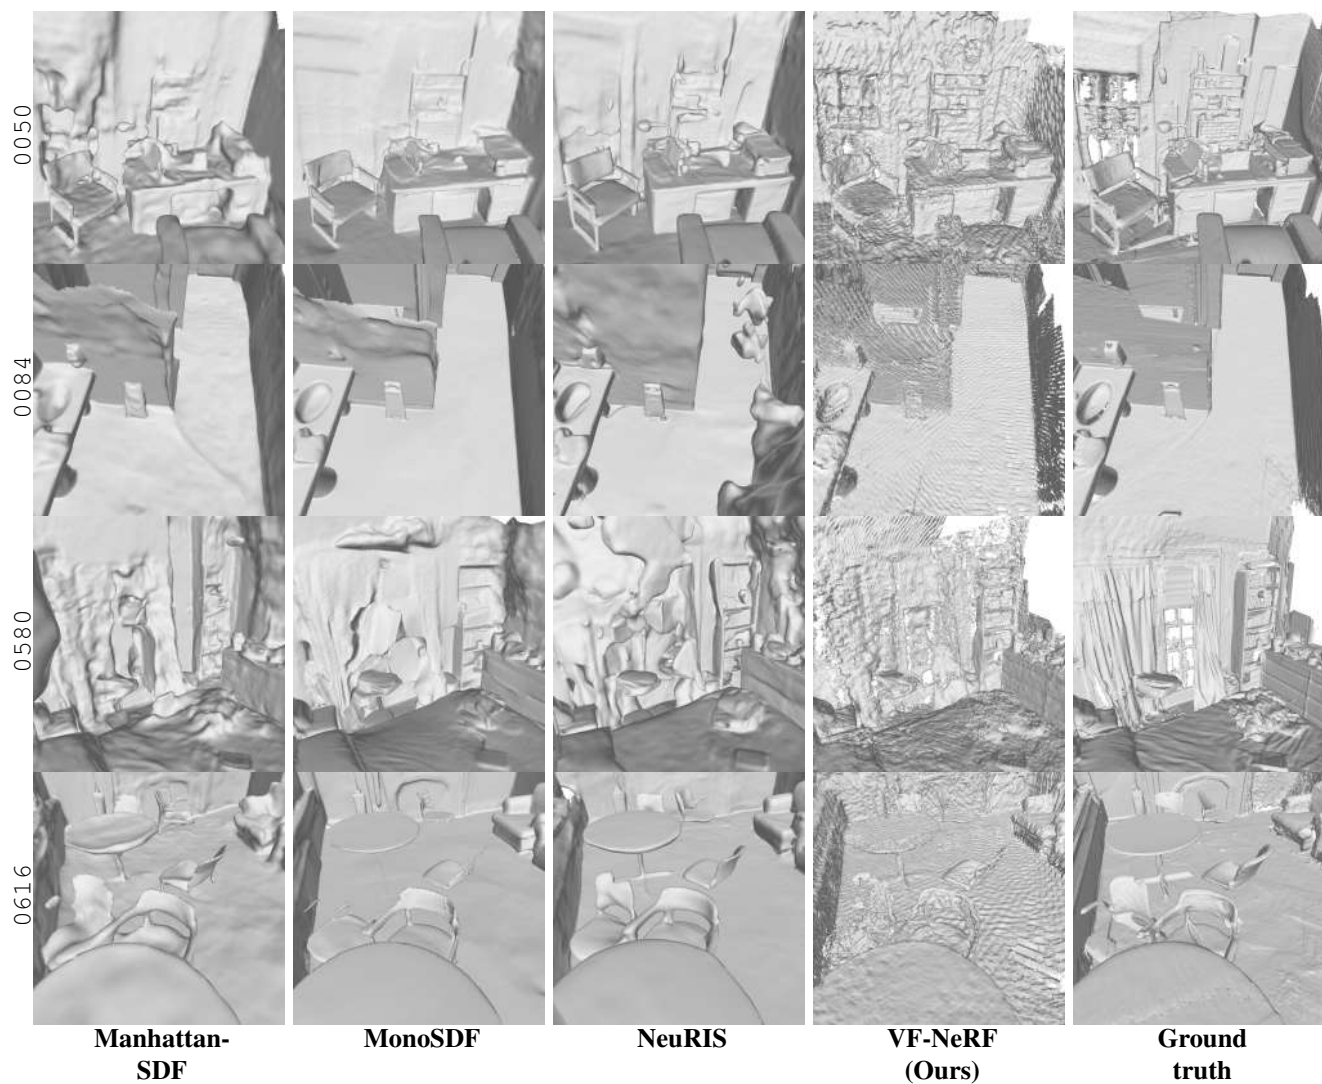 0050
0084
0580
0616
Manhattan-
SDF
MonoSDF
NeuRIS
VF-NeRF
(Ours)
Ground
truth